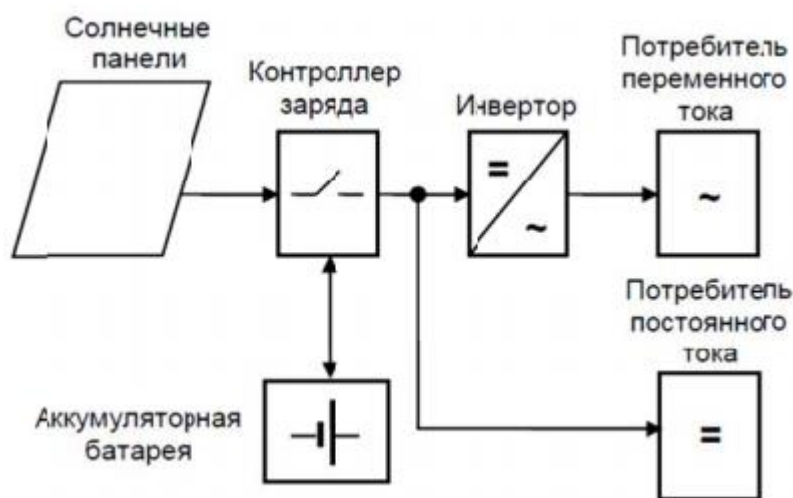 Солнечные
панели
Контроллер
заряда
Инвертор
Потребитель
переменного
тока
=
~
~
Потребитель
постоянного
тока
=
Аккумуляторная
батарея